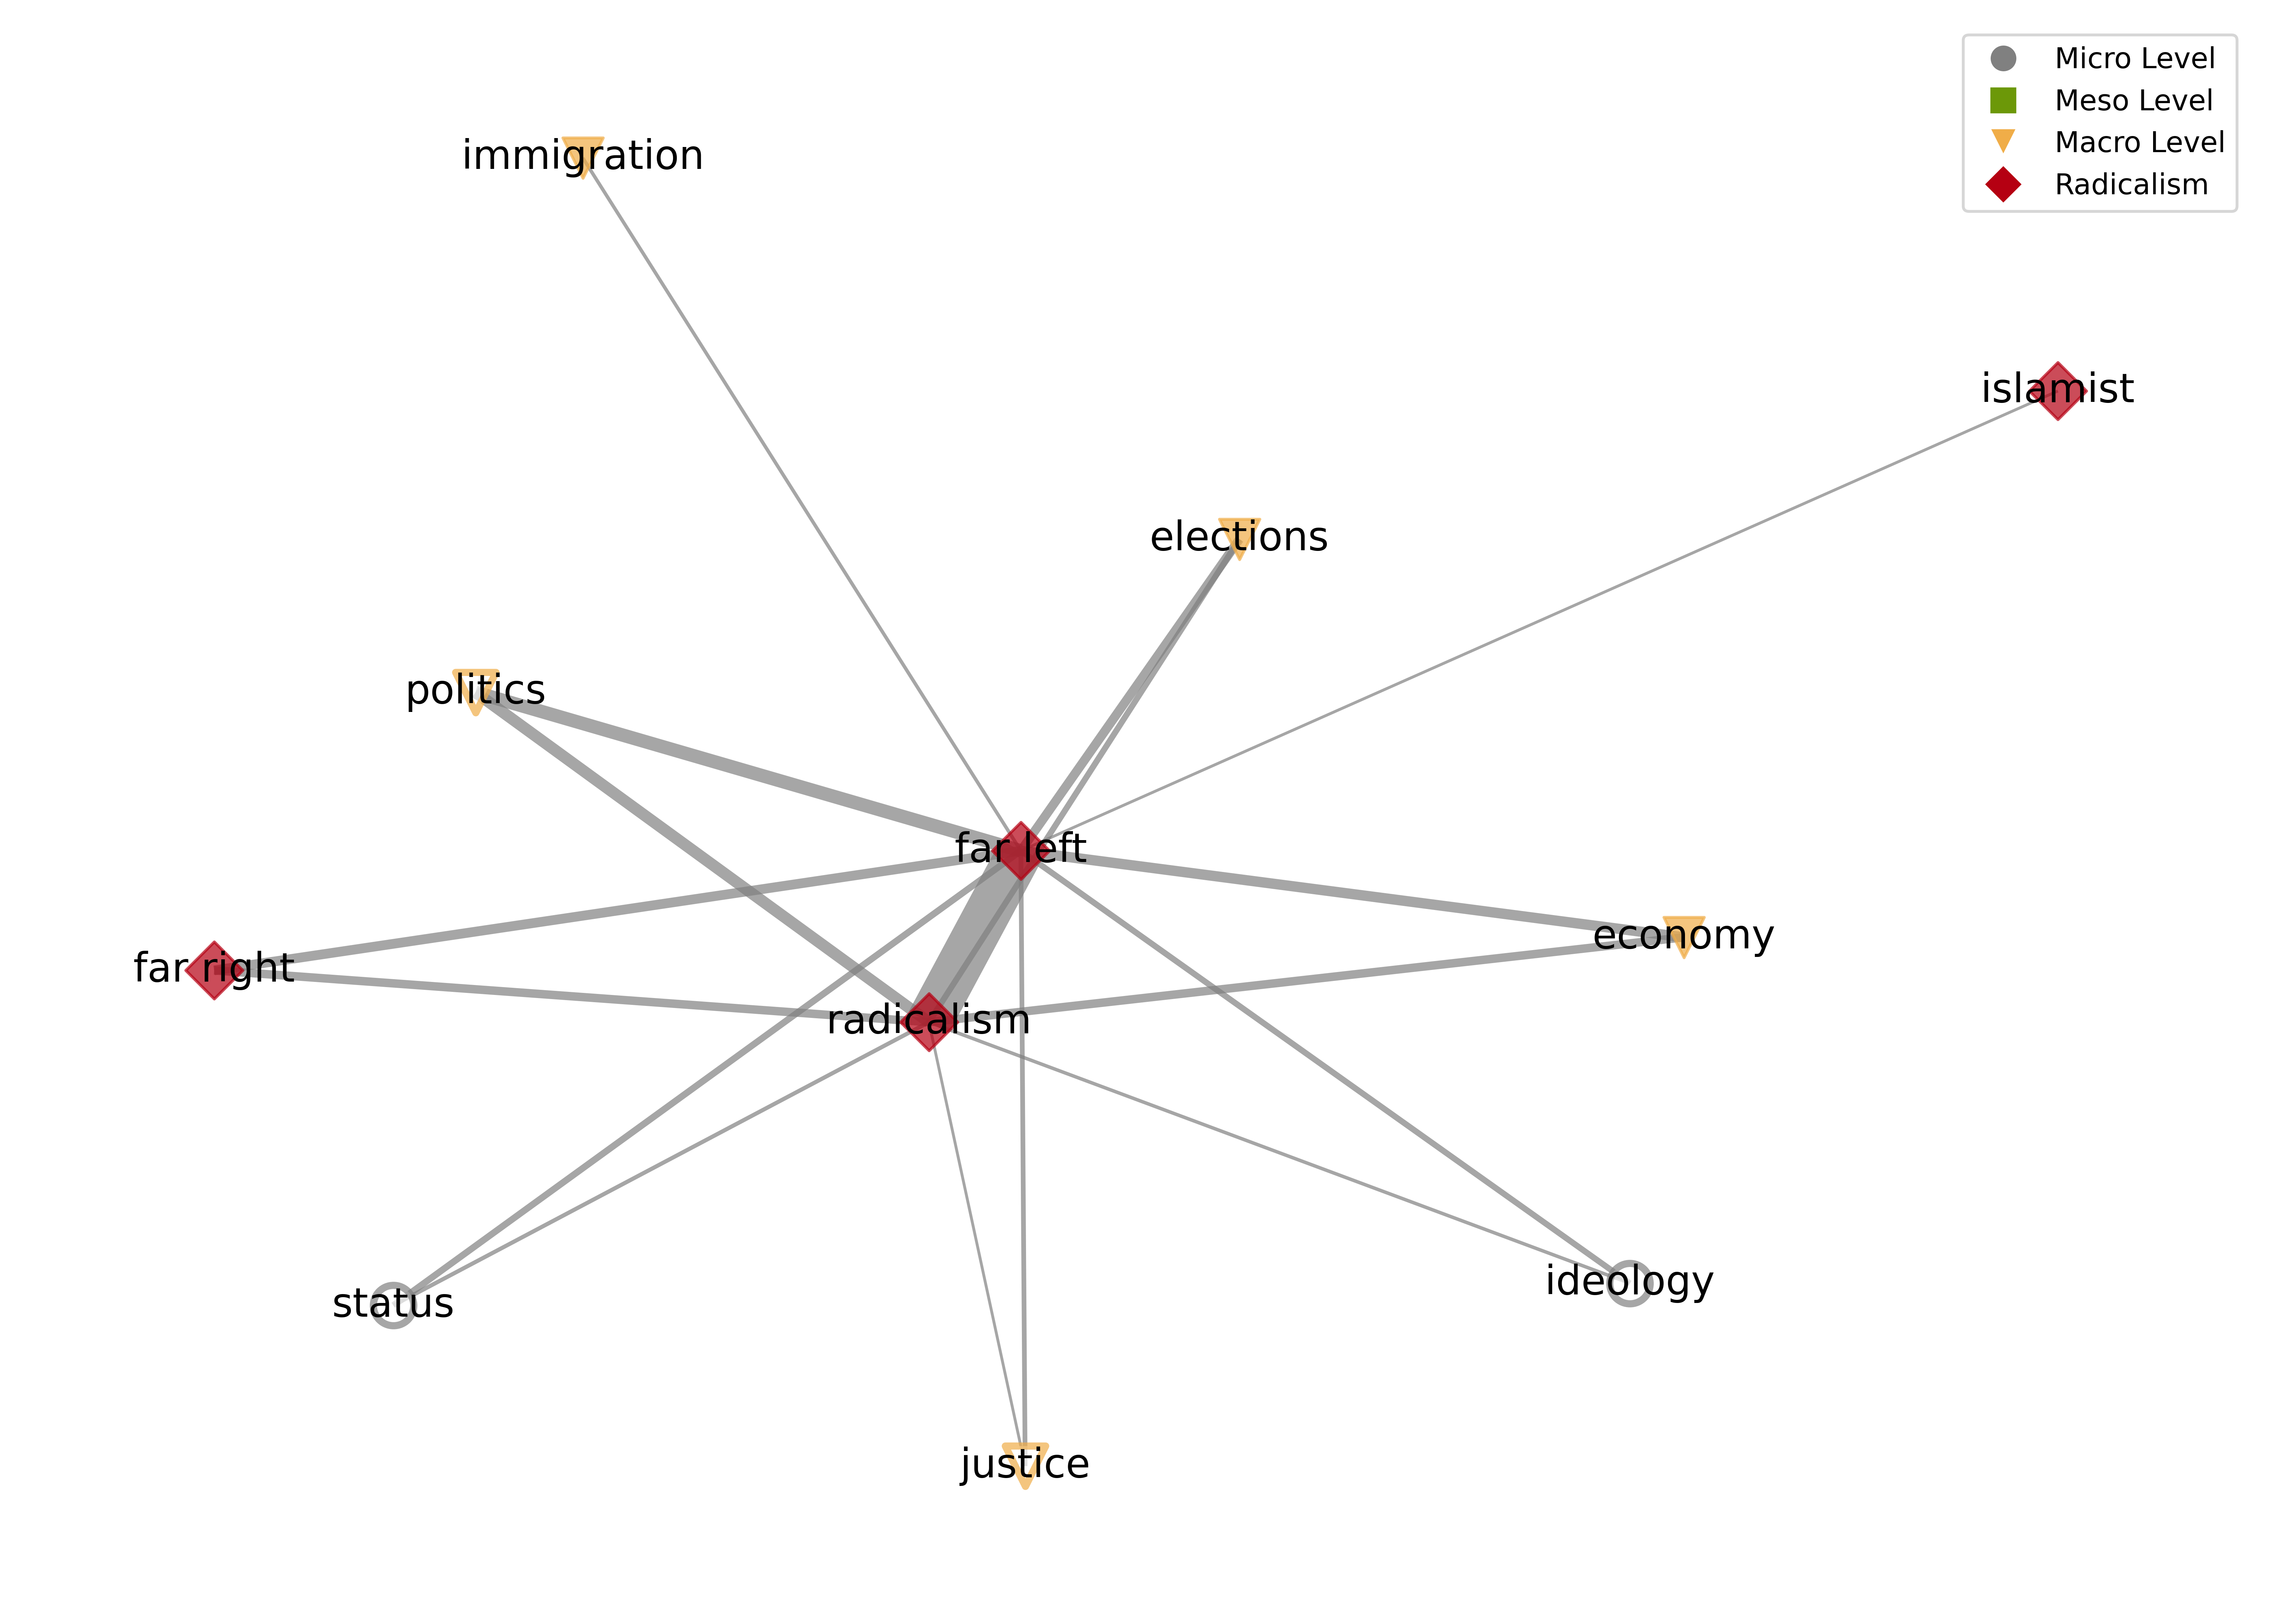 Micro Level
Meso Level
Macro Level
Radicalism
immigration
islamist
elections
politics
far left
economy
far right
radicalism
ideology
status
justice